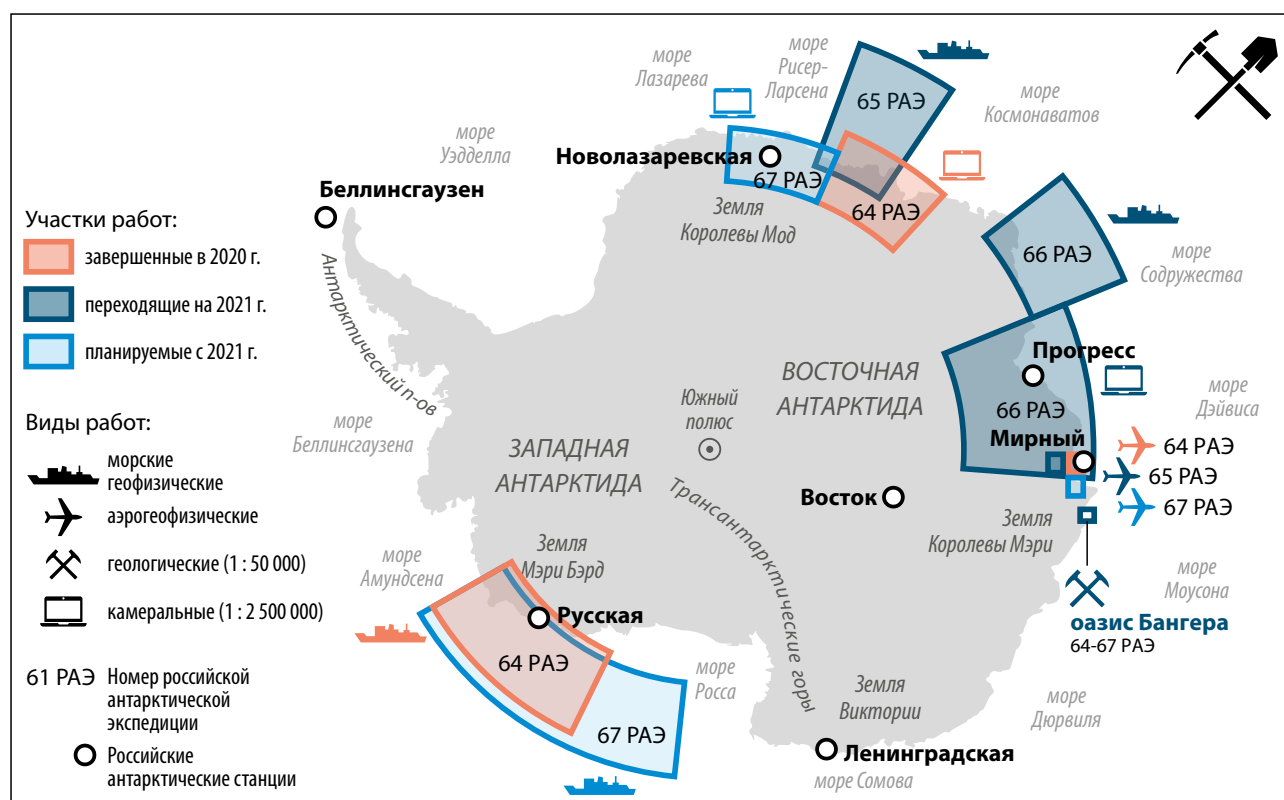 море
Лазарева
море
Рисер-
Ларсена
море
Космонаватов
море
Уэдделла
65 РАЭ
Новолазаревская
67 РАЭ
64 РАЭ
Земля
Королевы Мод
Беллинсгаузен
Участки работ:
завершенные в 2020 г.
переходящие на 2021 г.
планируемые с 2021 г.
Антарктический п-ов
66 РАЭ
море
Содружества
Прогресс
66 РАЭ
Мирный
море
Дэйвиса
64 РАЭ
65 РАЭ
67 РАЭ
ВОСТОЧНАЯ
АНТАРКТИДА
Южный
полюс
море
Беллинсгаузена
ЗАПАДНАЯ
АНТАРКТИДА
Восток
Трансантарктические горы
Земля
Королевы Мэри
море
Моусона
оазис Бангера
64-67 РАЭ
Виды работ:
морские
геофизические
аэрогеофизические
геологические (1 : 50 000)
камеральные (1 : 2 500 000)
61 РАЭ Номер российской
антарктической
экспедиции
Российские
антарктические станции
море
Амундсена
Земля
Мэри Бэрд
Русская
64 РАЭ
67 РАЭ
море
Росса
Земля
Виктории
море
Дюрвиля
Ленинградская
море Сомова